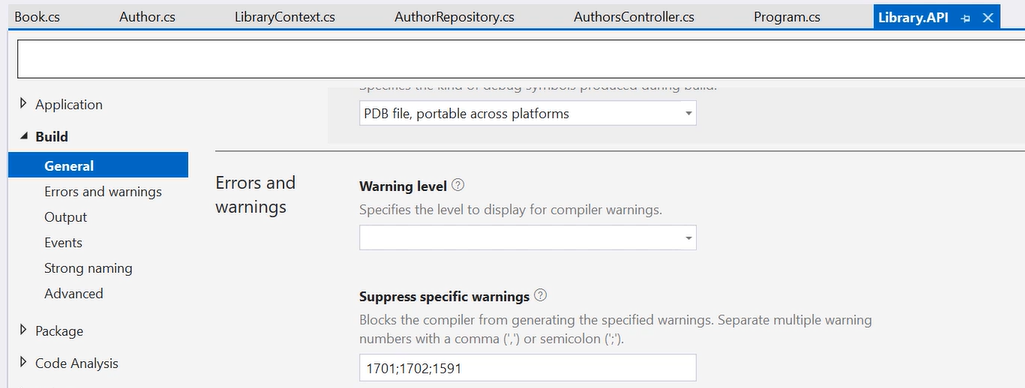 Book.cs Author.cs LibraryContext.cs AuthorRepository.cs AuthorsController.cs Program.cs Library.API
Application
Build
General
Errors and warnings
Output
Events
Strong naming
Advanced
Package
Code Analysis
Specifies the kind of debug symbols produced during build.
PDB file, portable across platforms
Errors and
warnings
Warning level
Specifies the level to display for compiler warnings.
Suppress specific warnings
Blocks the compiler from generating the specified warnings. Separate multiple warning
numbers with a comma (',') or semicolon (';').
1701;1702;1591